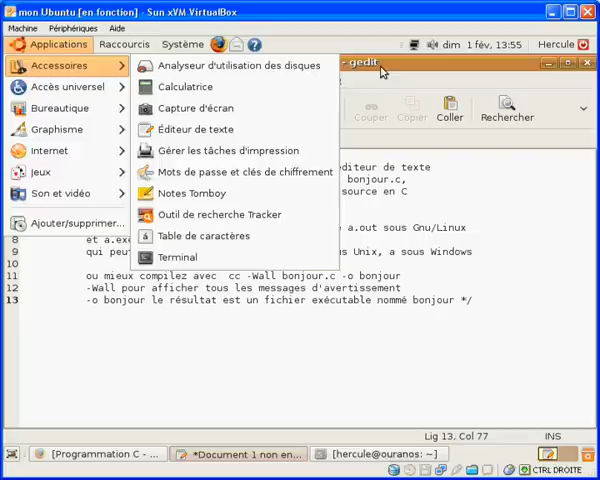 mon Ubuntu [en fonction] - Sun xVM VirtualBox
Machine Périphériques Aide
Applications Raccourcis Système dim 1 fév, 13:55 Hercule
- gedit
Accessoires
Accès universel
Bureautique
Graphisme
Internet
Jeux
Son et vidéo
Ajouter/supprimer...
Analyseur d'utilisation des disques
Calculatrice
Capture d'écran
Éditeur de texte
Gérer les tâches d'impression
Mots de passe et clés de chiffrement
Notes Tomboy
Outil de recherche Tracker
Table de caractères
Terminal
Couper Copier Coller Rechercher
éditeur de texte
bonjour.c,
source en C
a.out sous Gnu/Linux
8 et a.exe
9 qui peu Unix, a sous Windows
10
11 ou mieux compilez avec cc -Wall bonjour.c -o bonjour
12 -Wall pour afficher tous les messages d'avertissement
13 -o bonjour le résultat est un fichier exécutable nommé bonjour */
Lig 13, Col 77 INS
[Programmation C - ... *Document 1 non en... [hercule@ouranos: ~]
CTRL DROITE